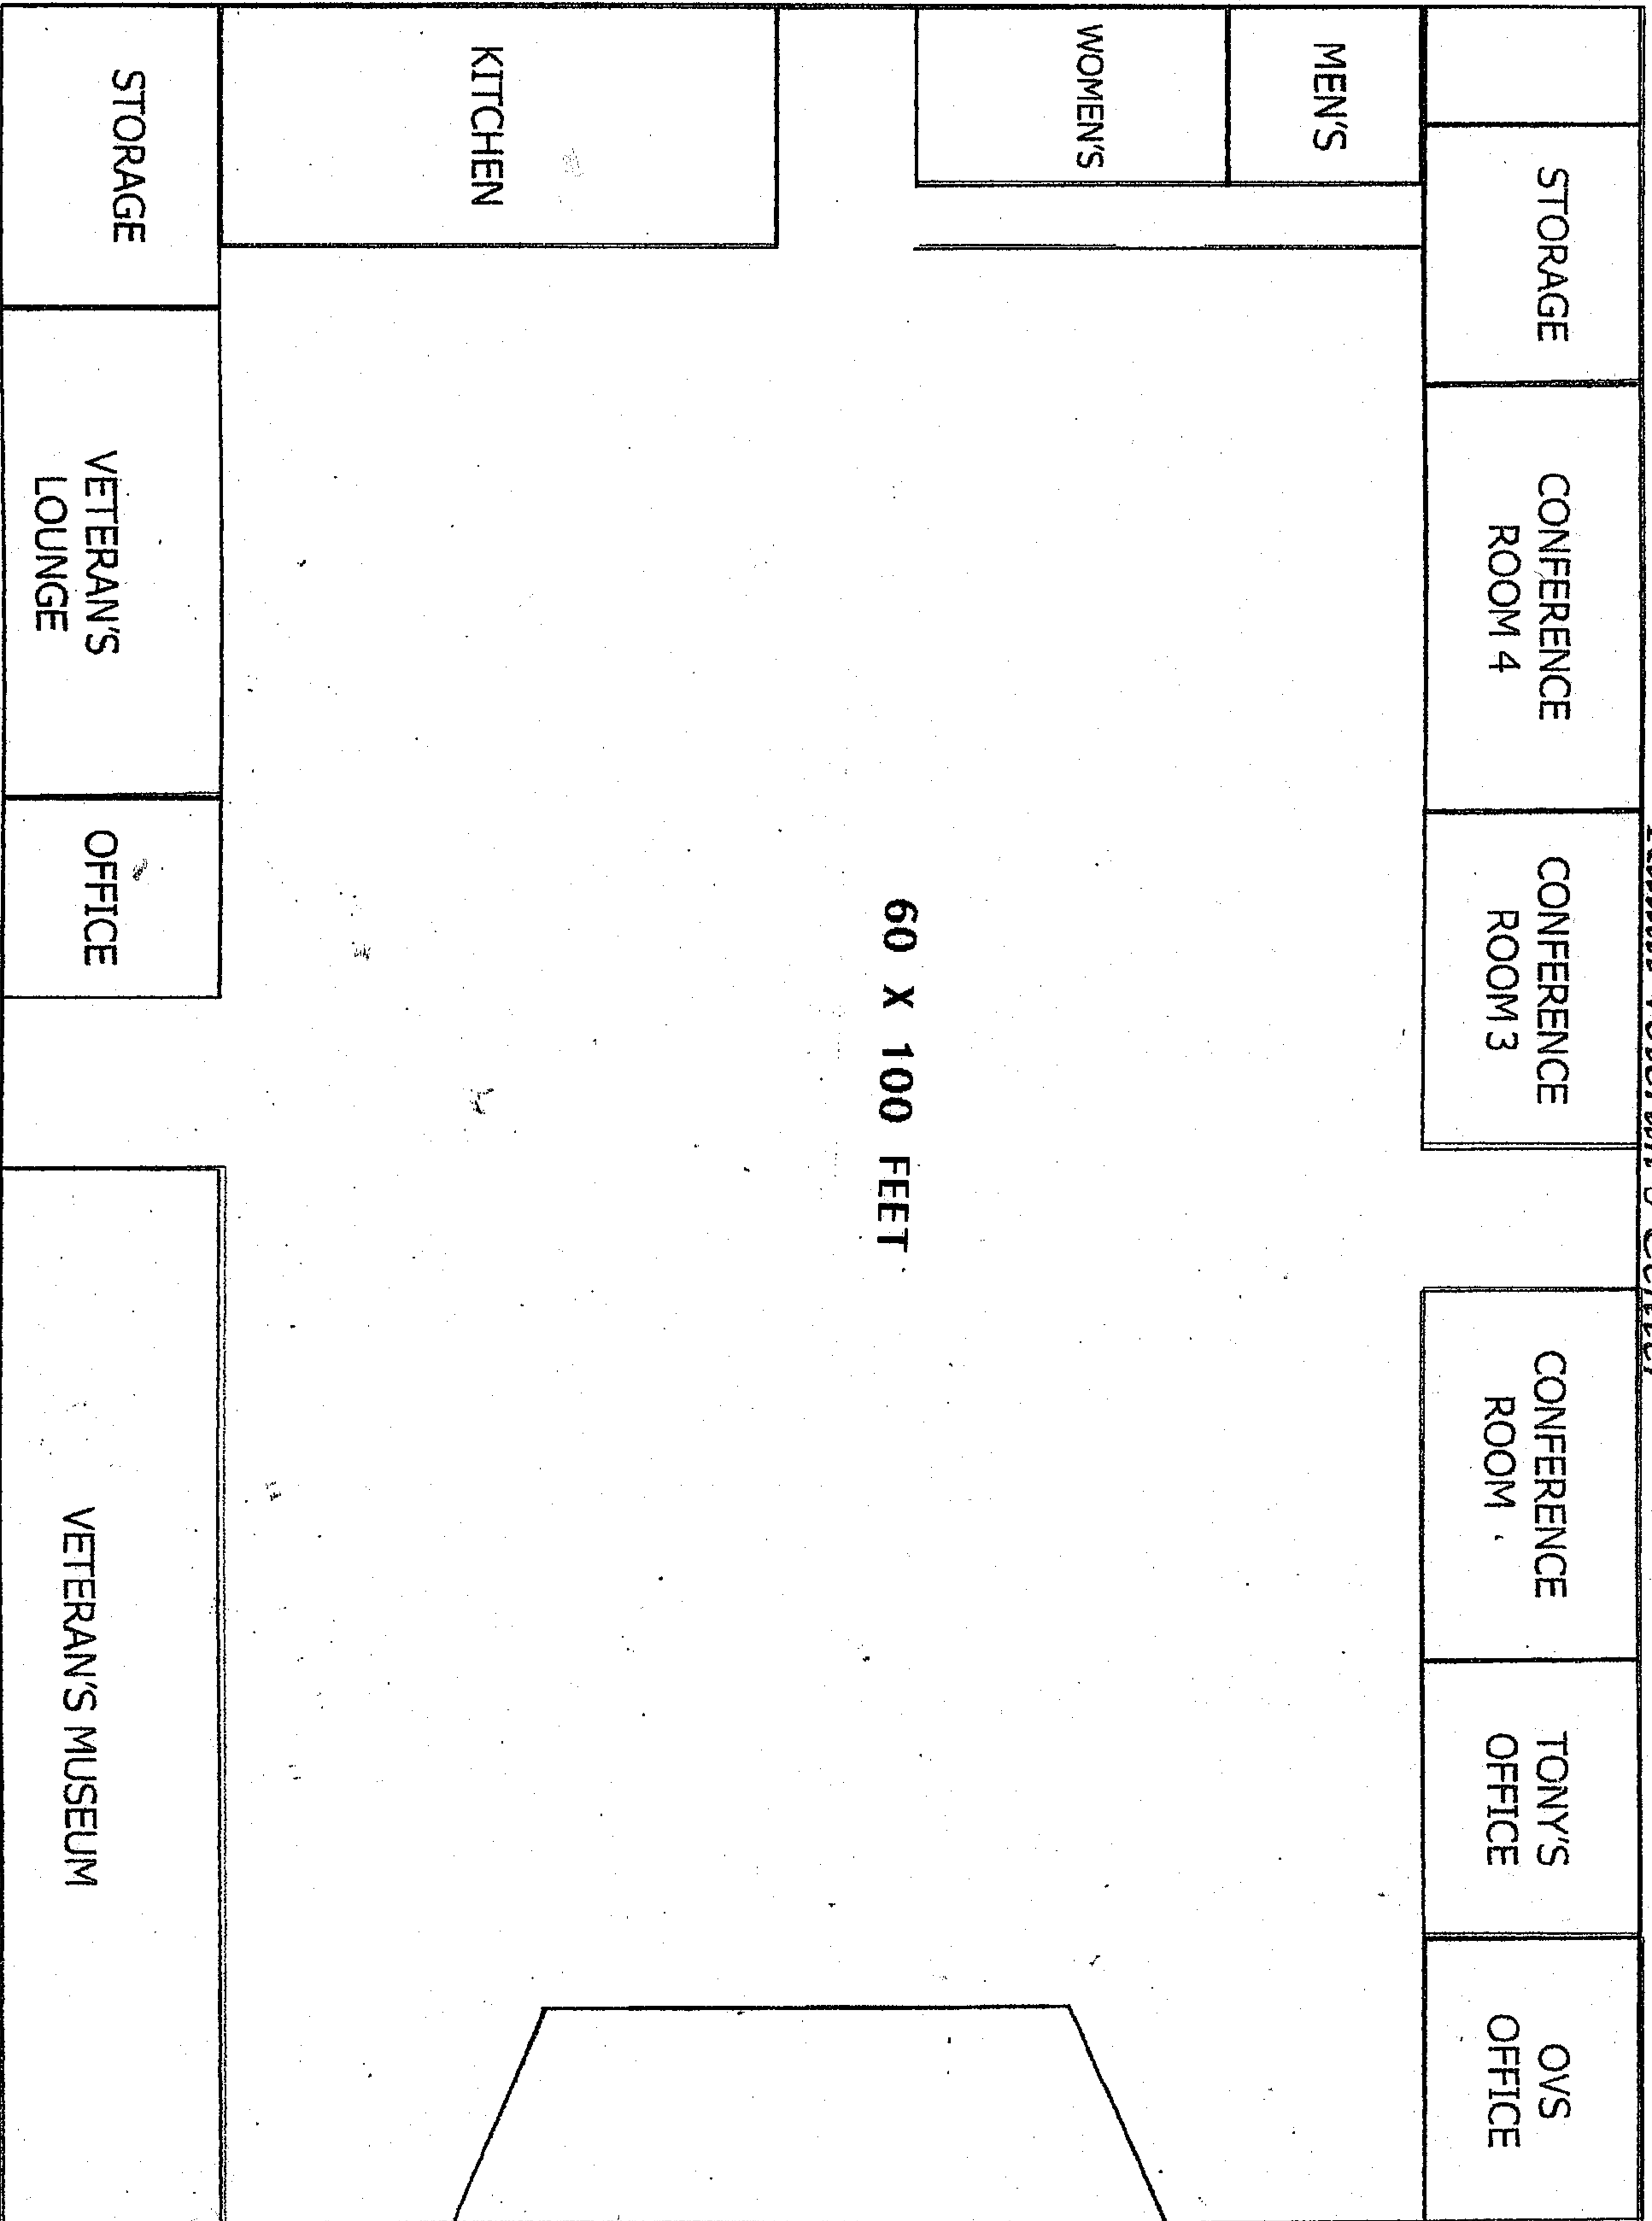 STORAGE
CONFERENCE
ROOM 4
CONFERENCE
ROOM 3
CONFERENCE
ROOM
TONY'S
OFFICE
OVS
OFFICE
MEN'S
WOMEN'S
60 X 100 FEET
KITCHEN
STORAGE
VETERAN'S
LOUNGE
OFFICE
VETERAN'S MUSEUM